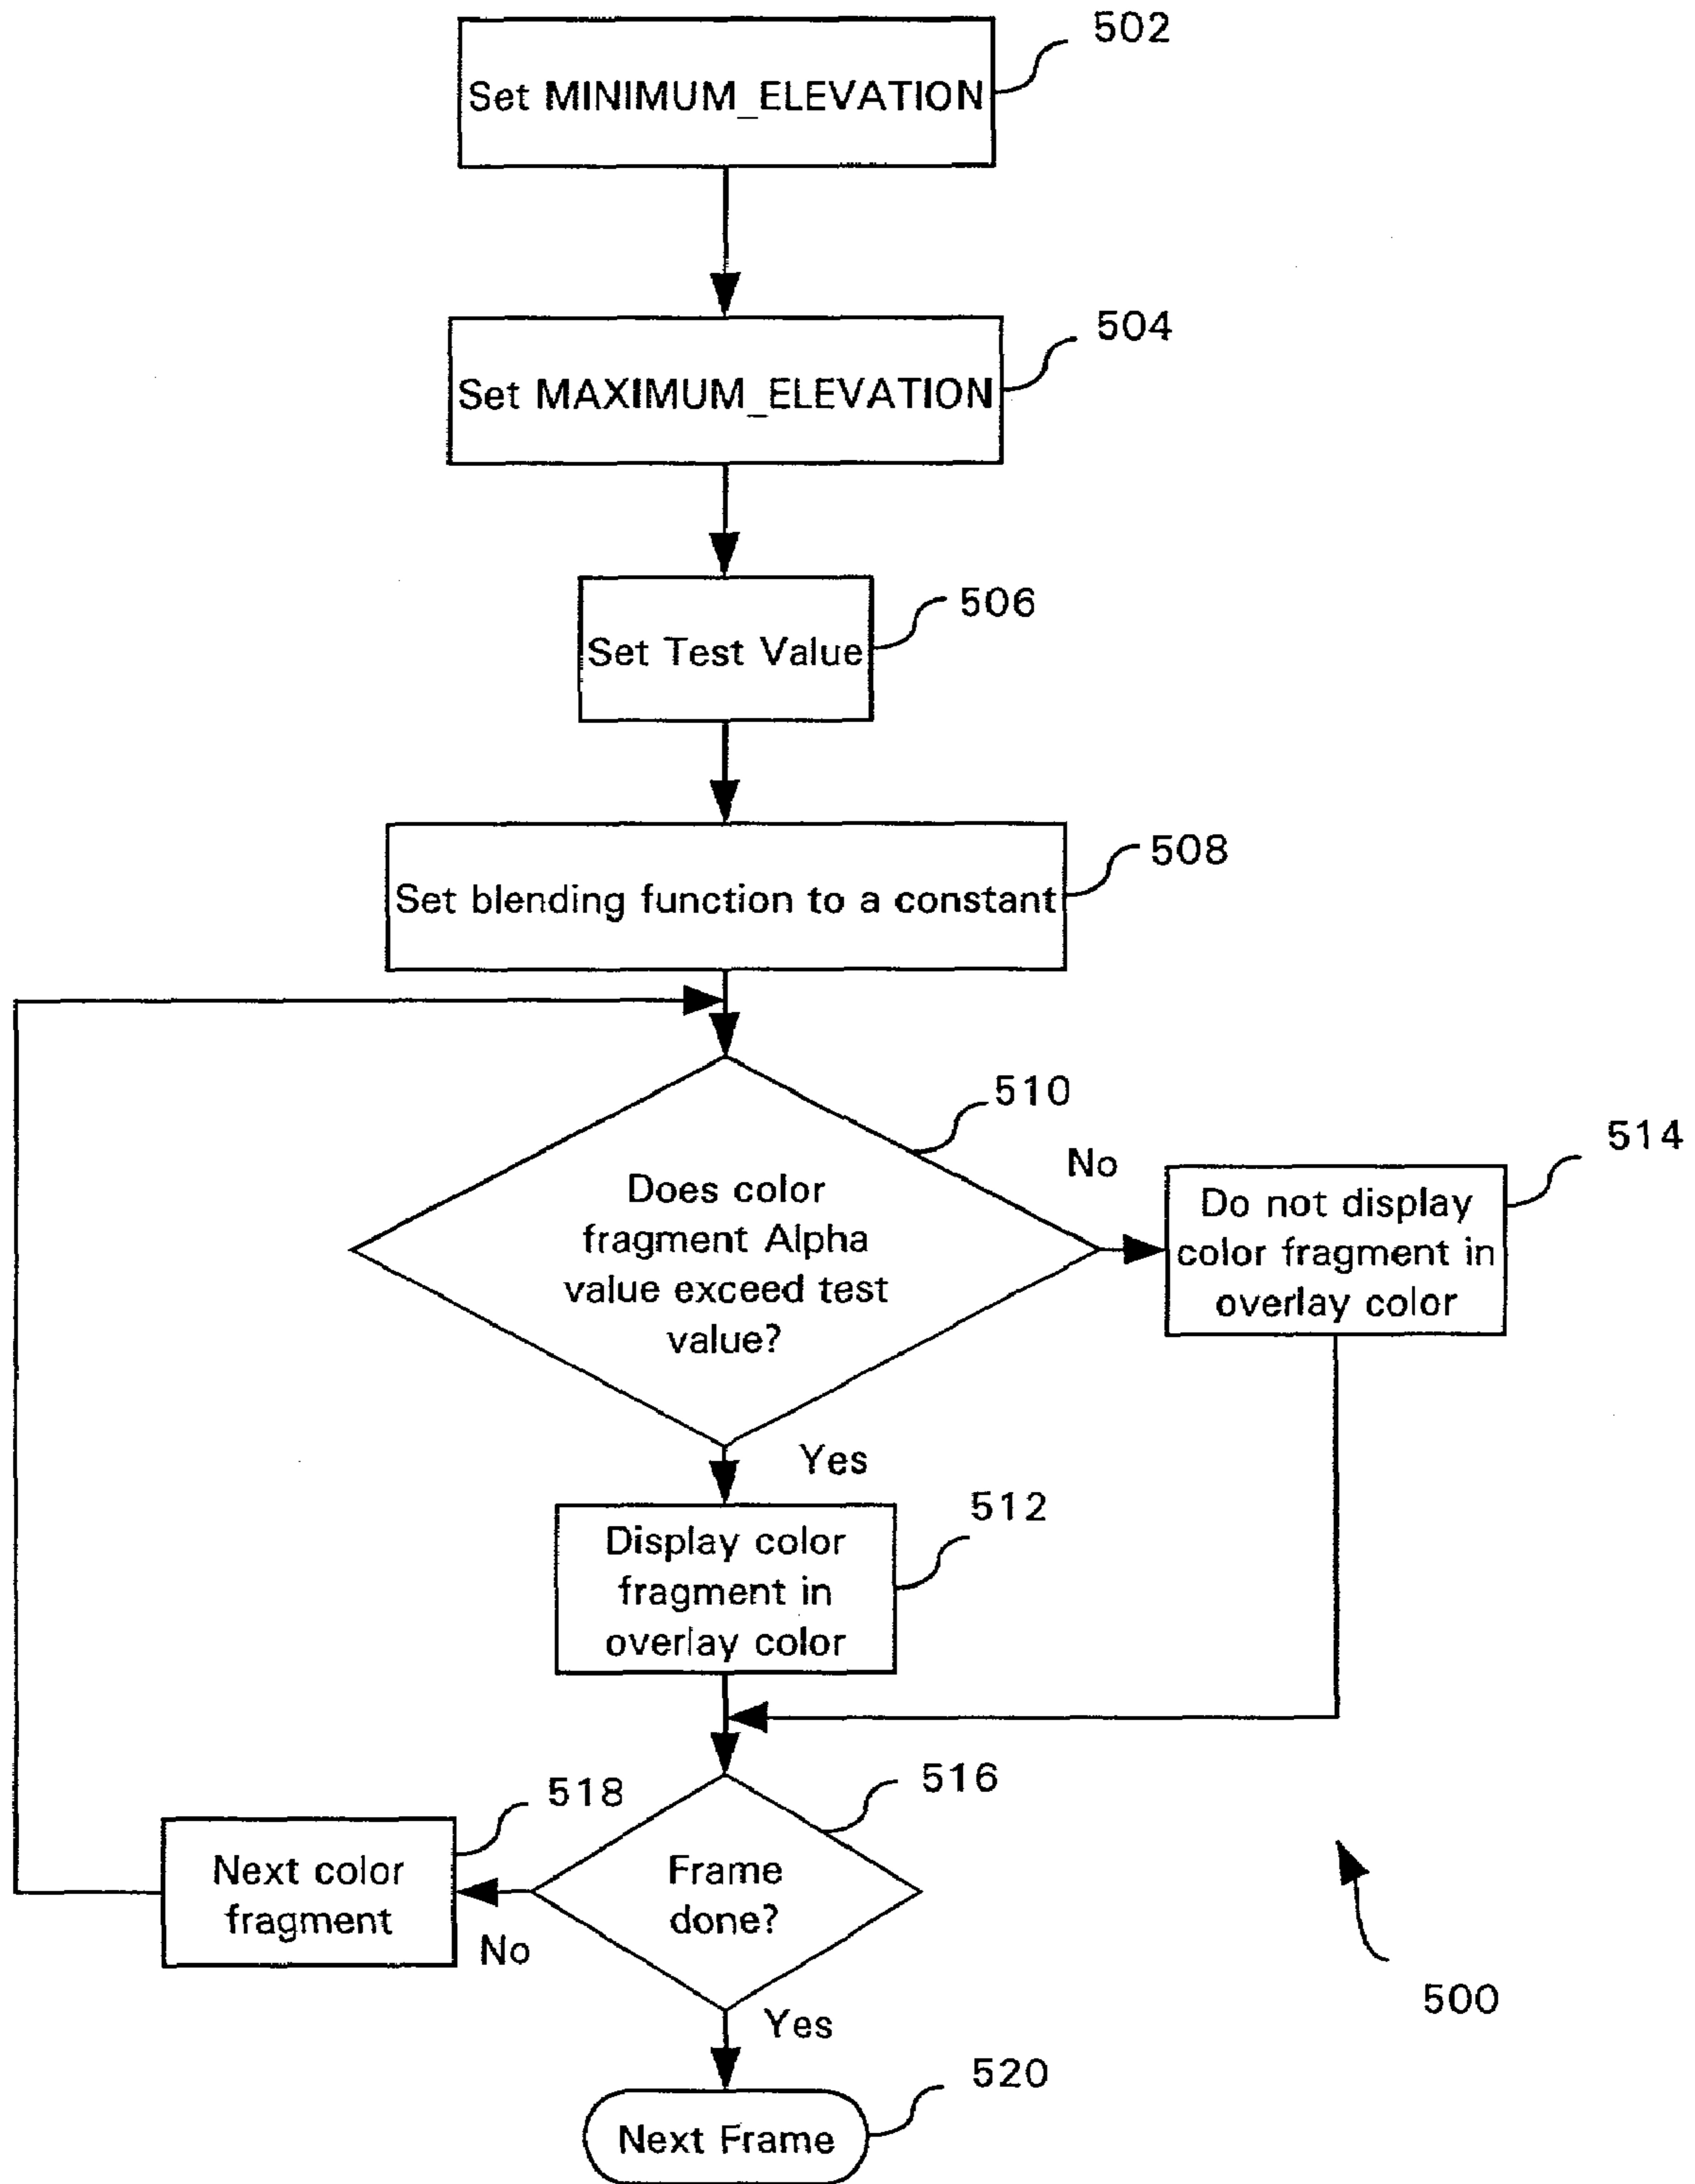 502
Set MINIMUM_ELEVATION
504
Set MAXIMUM_ELEVATION
506
Set Test Value
508
Set blending function to a constant
510
Does color
fragment Alpha
value exceed test
value?
No
514
Do not display
color fragment in
overlay color
Yes
512
Display color
fragment in
overlay color
516
Frame
done?
518
Next color
fragment
No
500
Yes
520
Next Frame